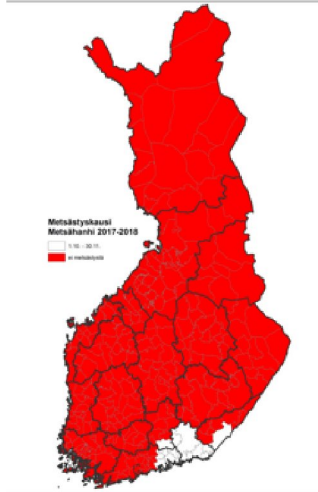 Metsästyskausi
Metsähanhi 2017-2018
1.10. - 30.11.
ei metsästystä